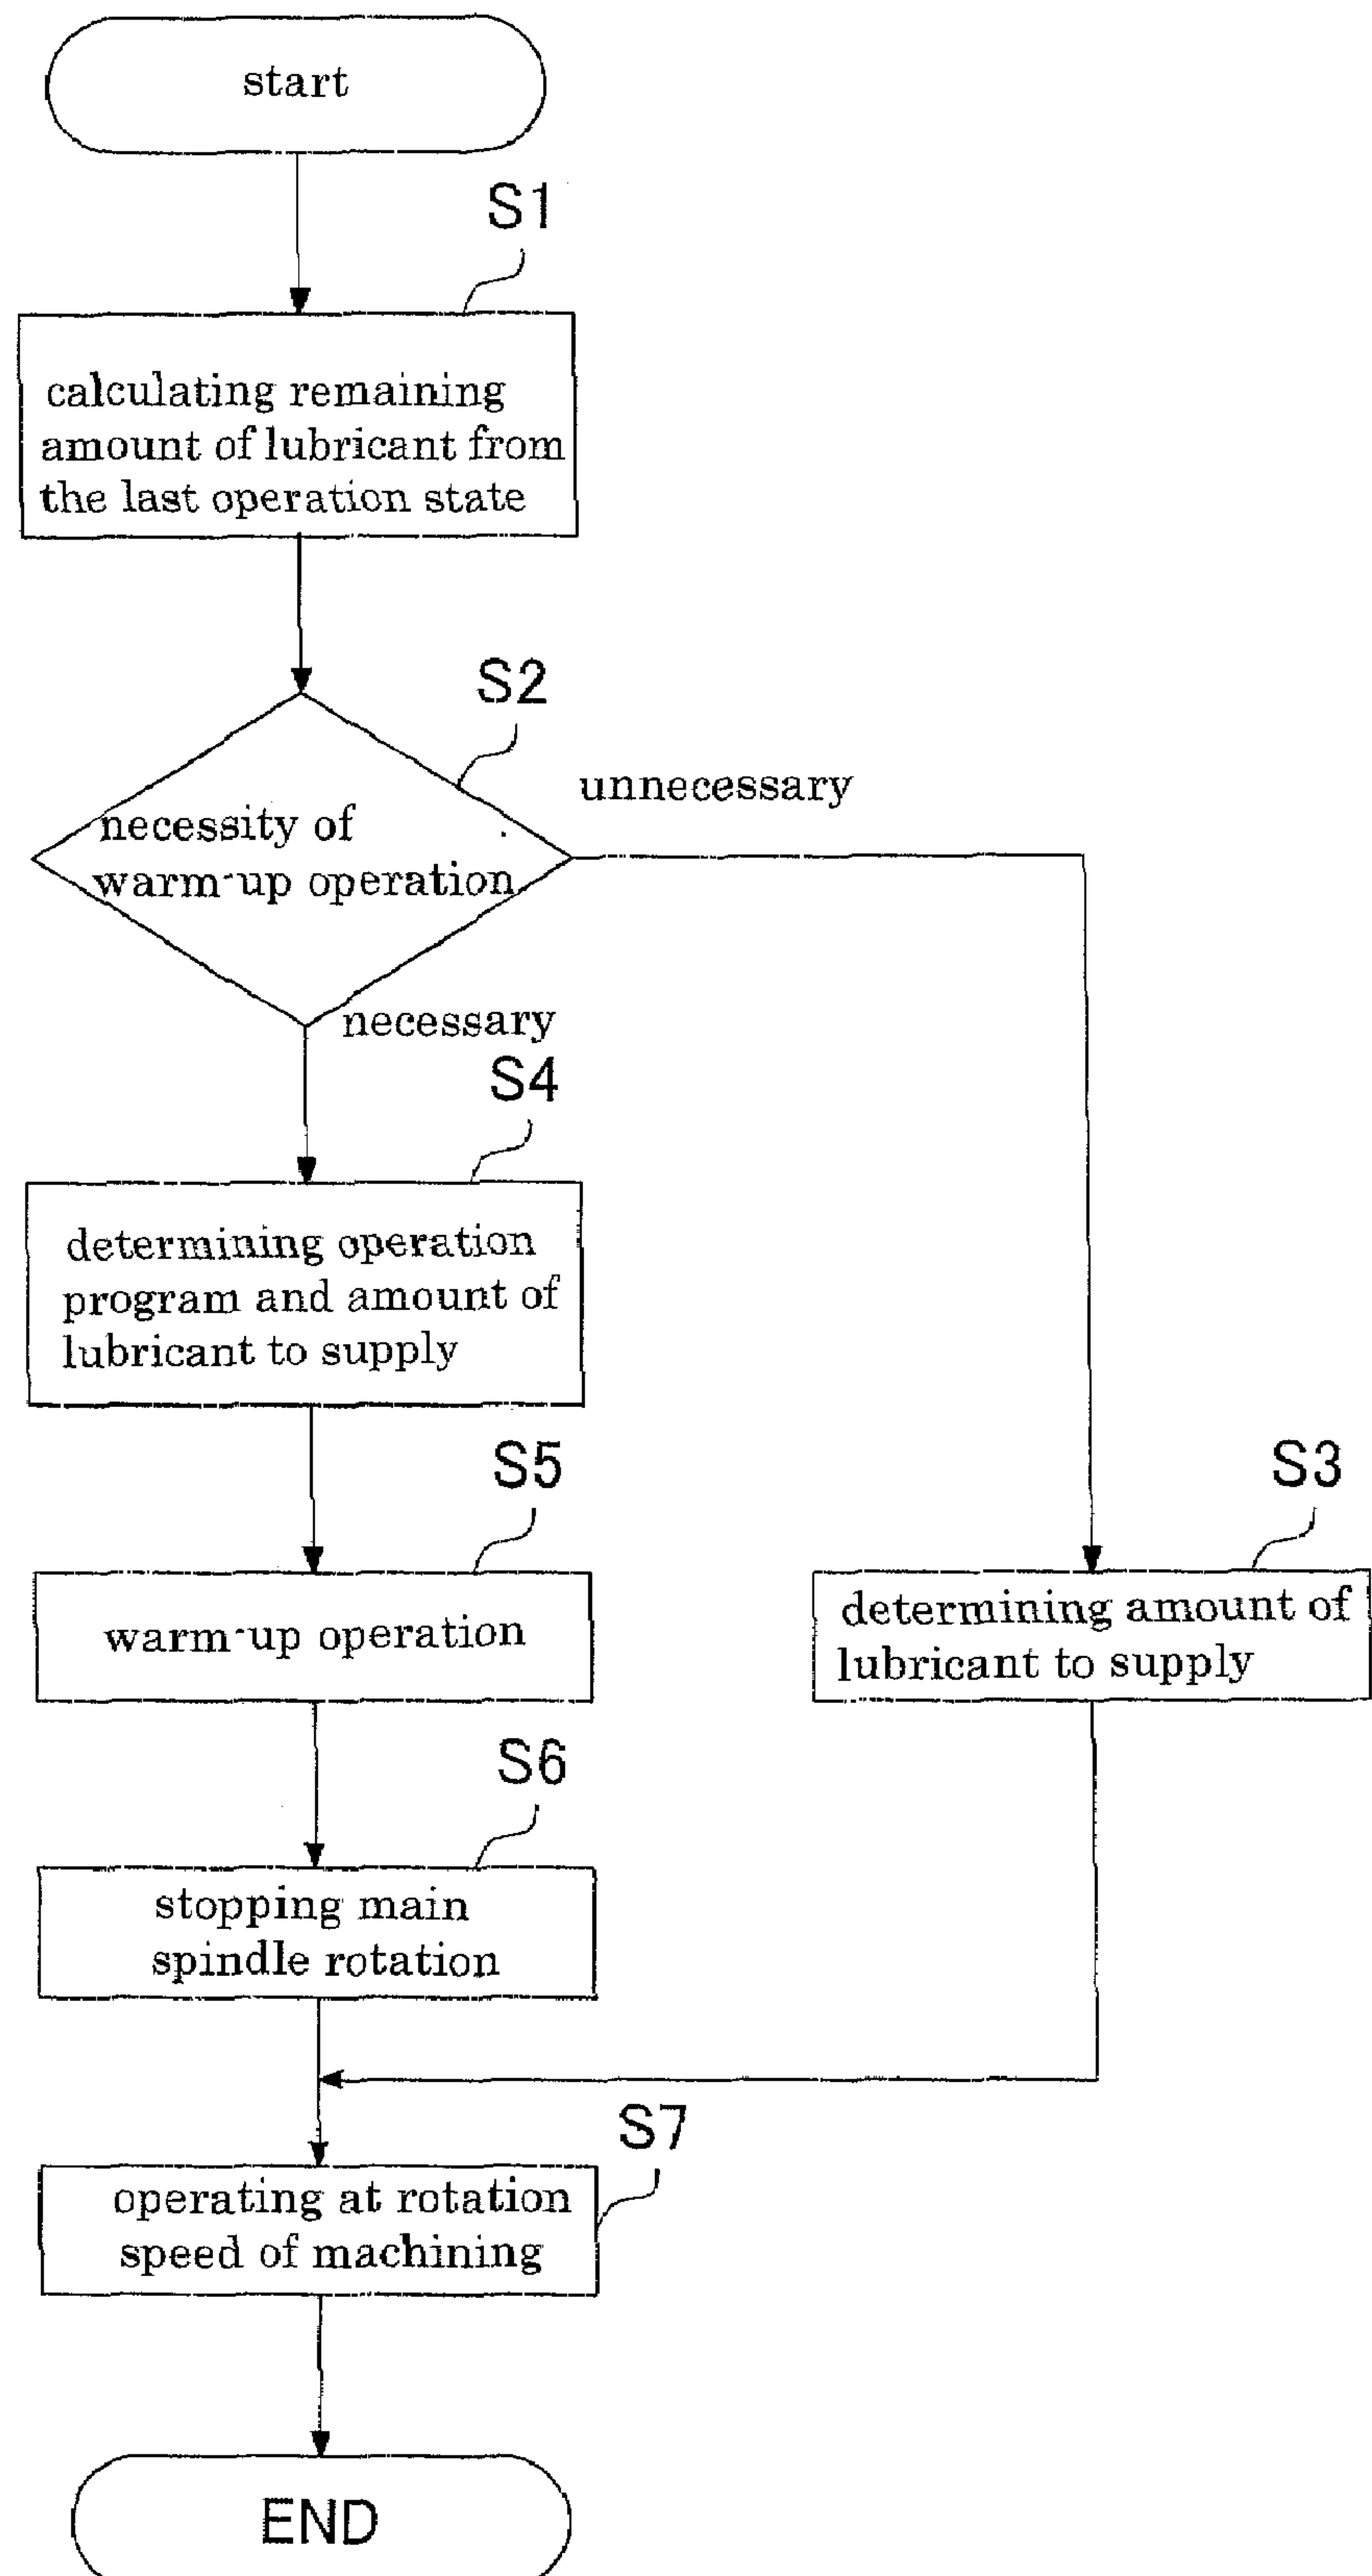 start
S1
calculating remaining
amount of lubricant from
the last operation state
S2
unnecessary
necessity of
warm-up operation
necessary
S4
determining operation
program and amount of
lubricant to supply
S5
warm-up operation
S3
determining amount of
lubricant to supply
S6
stopping main
spindle rotation
S7
operating at rotation
speed of machining
END